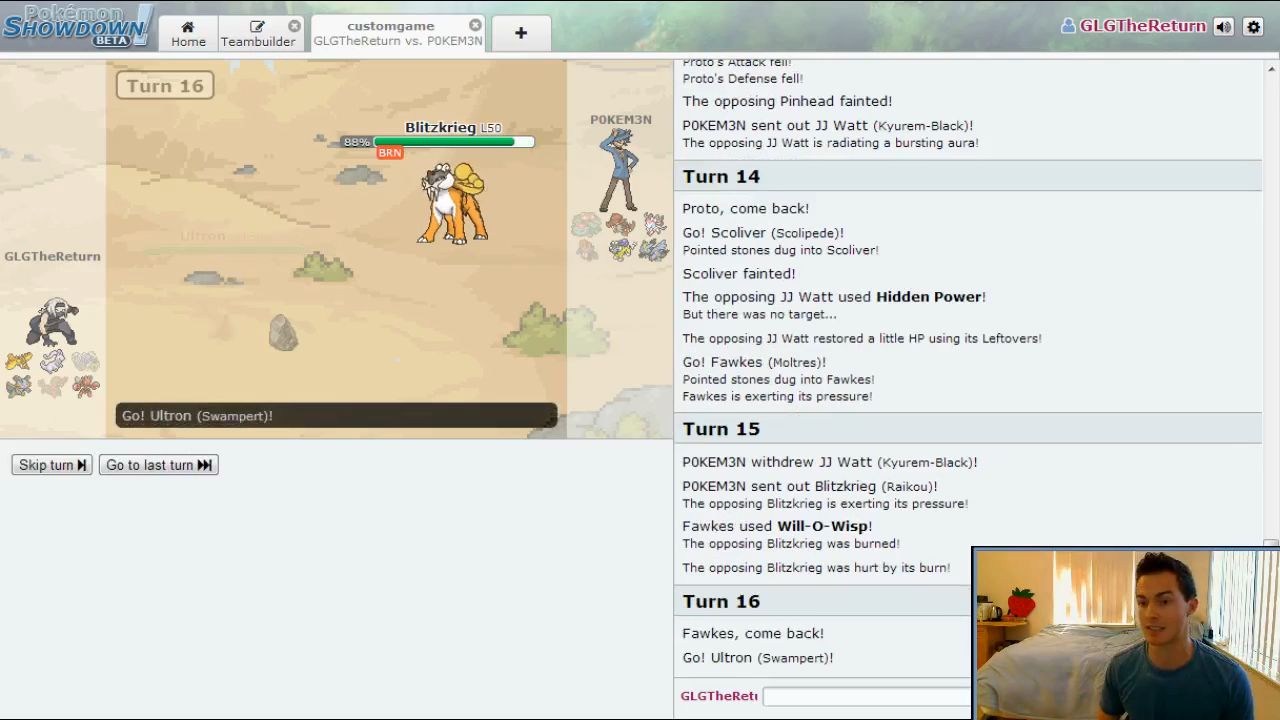 Pokémon
SHOWDOWN!
BETA
Home
Teambuilder
customgame
GLGTheReturn vs. P0KEM3N
+
GLGTheReturn
Turn 16
Blitzkrieg L50
88%
BRN
P0KEM3N
Ultron
GLGTheReturn
Go! Ultron (Swampert)!
Skip turn
Go to last turn
Proto's Attack fell!
Proto's Defense fell!
The opposing Pinhead fainted!
P0KEM3N sent out JJ Watt (Kyurem-Black)!
The opposing JJ Watt is radiating a bursting aura!
Turn 14
Proto, come back!
Go! Scoliver (Scolipede)!
Pointed stones dug into Scoliver!
Scoliver fainted!
The opposing JJ Watt used Hidden Power!
But there was no target...
The opposing JJ Watt restored a little HP using its Leftovers!
Go! Fawkes (Moltres)!
Pointed stones dug into Fawkes!
Fawkes is exerting its pressure!
Turn 15
P0KEM3N withdrew JJ Watt (Kyurem-Black)!
P0KEM3N sent out Blitzkrieg (Raikou)!
The opposing Blitzkrieg is exerting its pressure!
Fawkes used Will-O-Wisp!
The opposing Blitzkrieg was burned!
The opposing Blitzkrieg was hurt by its burn!
Turn 16
Fawkes, come back!
Go! Ultron (Swampert)!
GLGTheRetu